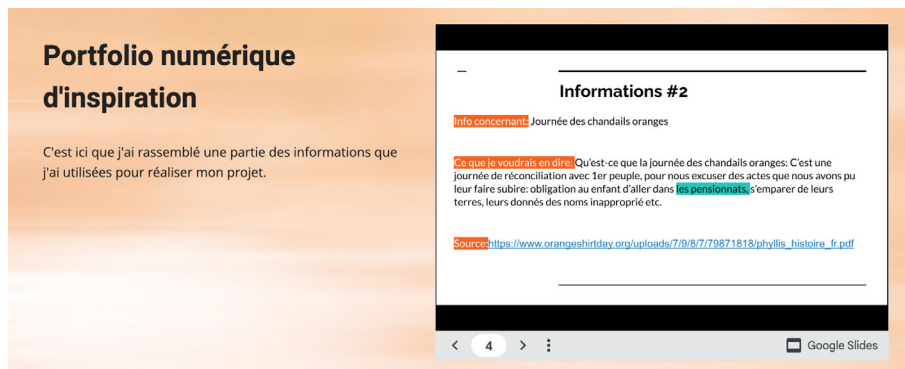 Portfolio numérique
d'inspiration
C'est ici que j'ai rassemblé une partie des informations que
j'ai utilisées pour réaliser mon projet.
Informations #2
Info concernant: Journée des chandails oranges
Ce que je voudrais en dire: Qu'est-ce que la journée des chandails oranges: C'est une
journée de réconciliation avec 1er peuple, pour nous excuser des actes que nous avons pu
leur faire subire: obligation au enfant d'aller dans les pensionnats, s'emparer de leurs
terres, leurs donnés des noms inapproprié etc.
Source:https://www.orangeshirtday.org/uploads/7/9/8/7/79871818/phyllis_histoire_fr.pdf
4
Google Slides